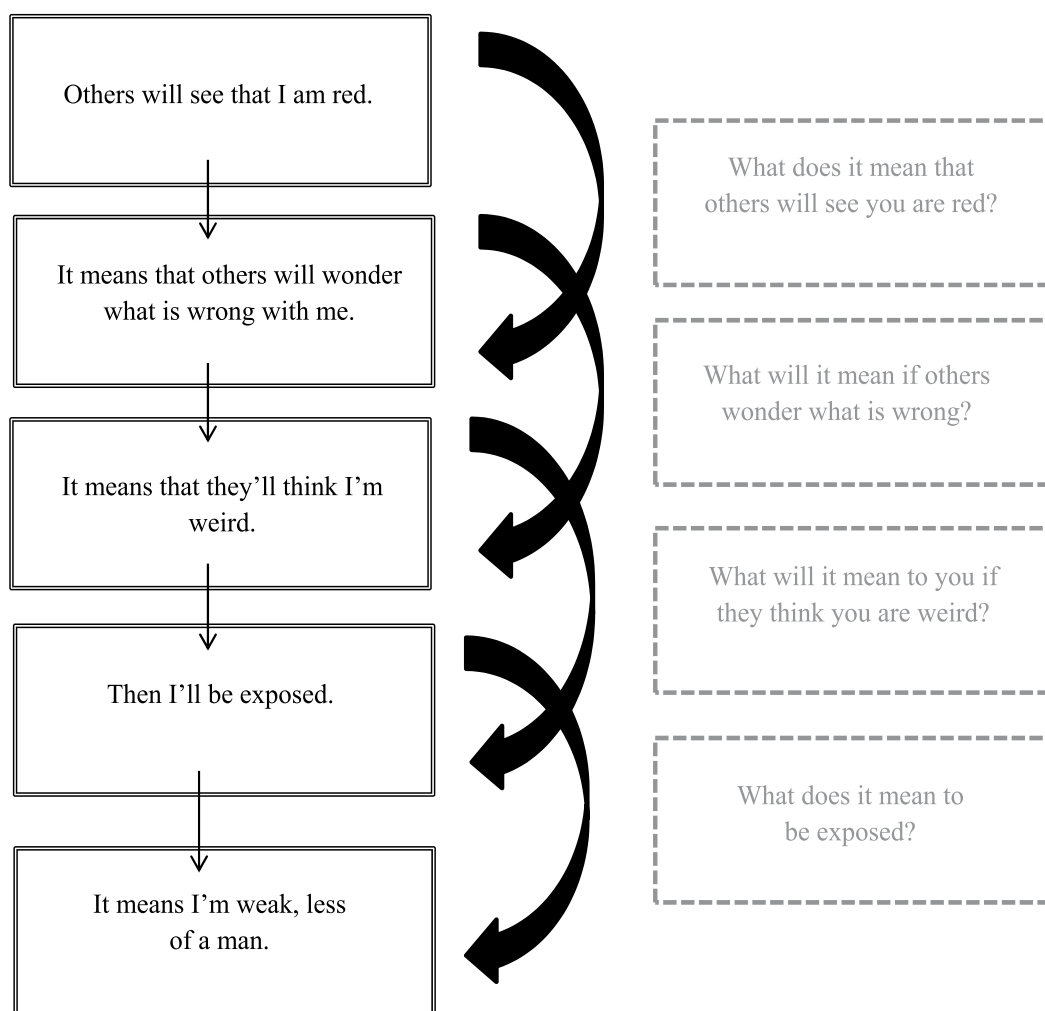 Others will see that I am red.
What does it mean that
others will see you are red?
It means that others will wonder
what is wrong with me.
What will it mean if others
wonder what is wrong?
It means that they’ll think I’m
weird.
What will it mean to you if
they think you are weird?
Then I’ll be exposed.
What does it mean to
be exposed?
It means I’m weak, less
of a man.